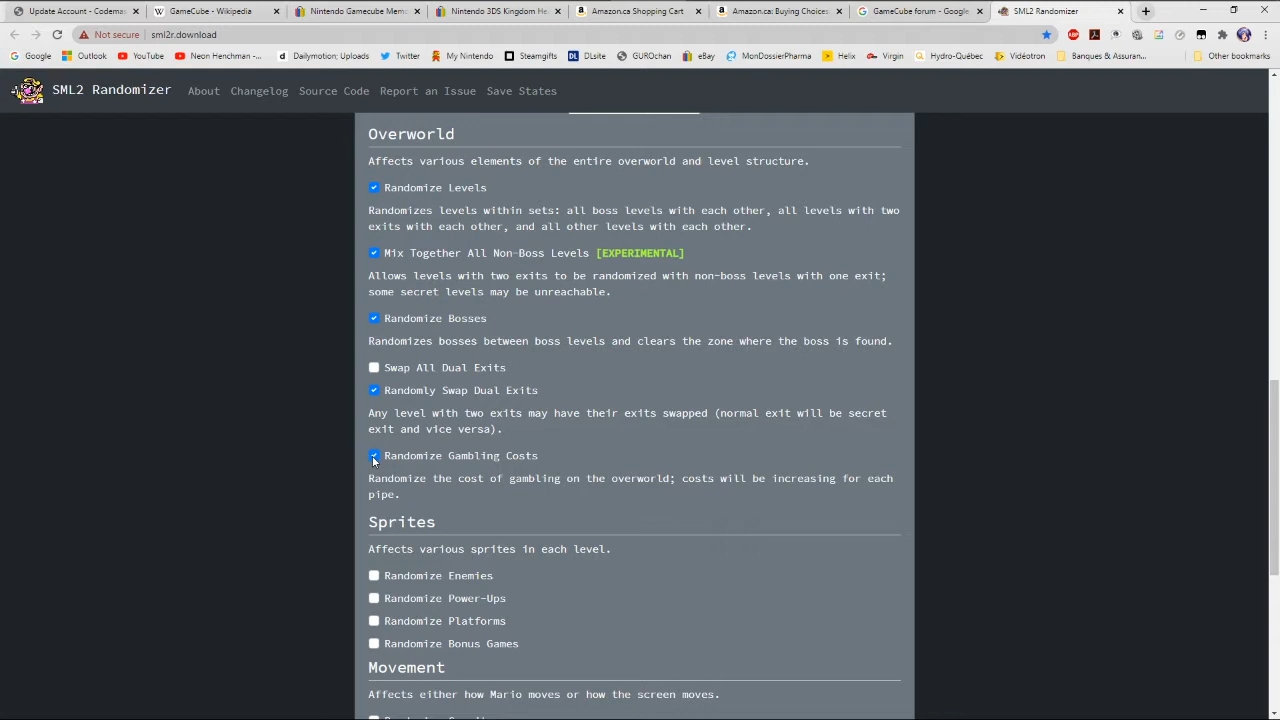 Update Account - Codemas
GameCube - Wikipedia
Nintendo Gamecube Mem
Nintendo 3DS Kingdom He
Amazon.ca Shopping Cart
Amazon.ca: Buying Choices
GameCube forum - Google
SML2 Randomizer
Not secure | sml2r.download
Google Outlook YouTube Neon Henchman -... Dailymotion; Uploads Twitter My Nintendo Steamgifts DLsite GUROchan eBay MonDossierPharma Helix Virgin Hydro-Québec Vidéotron Banques & Assuran... Other bookmarks
SML2 Randomizer About Changelog Source Code Report an Issue Save States
Overworld
Affects various elements of the entire overworld and level structure.
Randomize Levels
Randomizes levels within sets: all boss levels with each other, all levels with two
exits with each other, and all other levels with each other.
Mix Together All Non-Boss Levels [EXPERIMENTAL]
Allows levels with two exits to be randomized with non-boss levels with one exit;
some secret levels may be unreachable.
Randomize Bosses
Randomizes bosses between boss levels and clears the zone where the boss is found.
Swap All Dual Exits
Randomly Swap Dual Exits
Any level with two exits may have their exits swapped (normal exit will be secret
exit and vice versa).
Randomize Gambling Costs
Randomize the cost of gambling on the overworld; costs will be increasing for each
pipe.
Sprites
Affects various sprites in each level.
Randomize Enemies
Randomize Power-Ups
Randomize Platforms
Randomize Bonus Games
Movement
Affects either how Mario moves or how the screen moves.